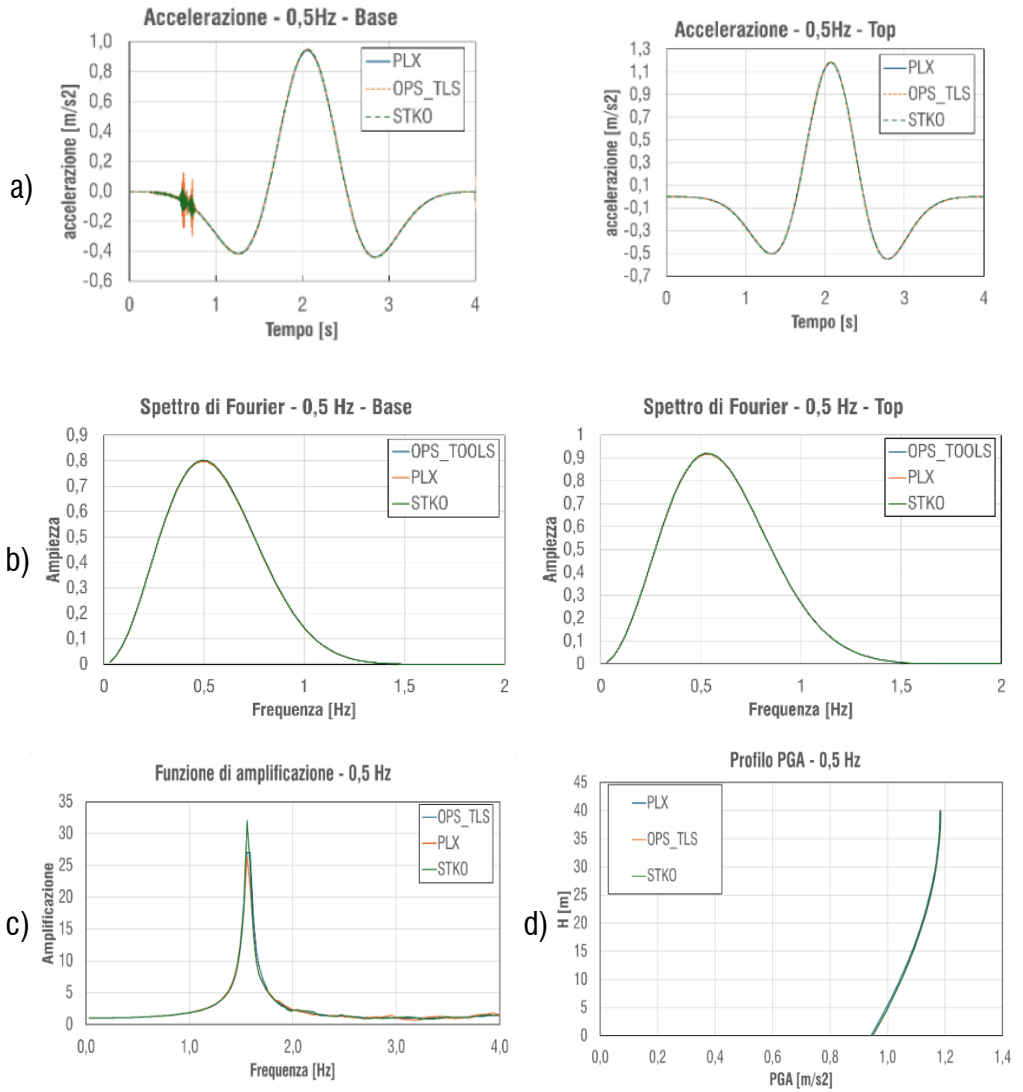 Accelerazione - 0,5Hz - Base
accelerazione [m/s2]
1,0
0,8
0,6
0,4
0,2
0,0
-0,2
-0,4
-0,6
PLX
OPS_TLS
STKO
0 1 2 3 4
Tempo [s]
Accelerazione - 0,5Hz - Top
accelerazione [m/s2]
1,3
1,1
0,9
0,7
0,5
0,3
0,1
-0,1
-0,3
-0,5
-0,7
PLX
OPS_TLS
STKO
0 1 2 3 4
Tempo [s]
a)
Spettro di Fourier - 0,5 Hz - Base
Ampiezza
0,9
0,8
0,7
0,6
0,5
0,4
0,3
0,2
0,1
0
OPS_TOOLS
PLX
STKO
0 0,5 1 1,5 2
Frequenza [Hz]
Spettro di Fourier - 0,5 Hz - Top
Ampiezza
1
0,9
0,8
0,7
0,6
0,5
0,4
0,3
0,2
0,1
0
OPS_TOOLS
PLX
STKO
0 0,5 1 1,5 2
Frequenza [Hz]
b)
Funzione di amplificazione - 0,5 Hz
Amplificazione
35
30
25
20
15
10
5
0
OPS_TLS
PLX
STKO
0,0 1,0 2,0 3,0 4,0
Frequenza [Hz]
c)
Profilo PGA - 0,5 Hz
H [m]
45
40
35
30
25
20
15
10
5
0
PLX
OPS_TLS
STKO
0,0 0,2 0,4 0,6 0,8 1,0 1,2 1,4
PGA [m/s2]
d)